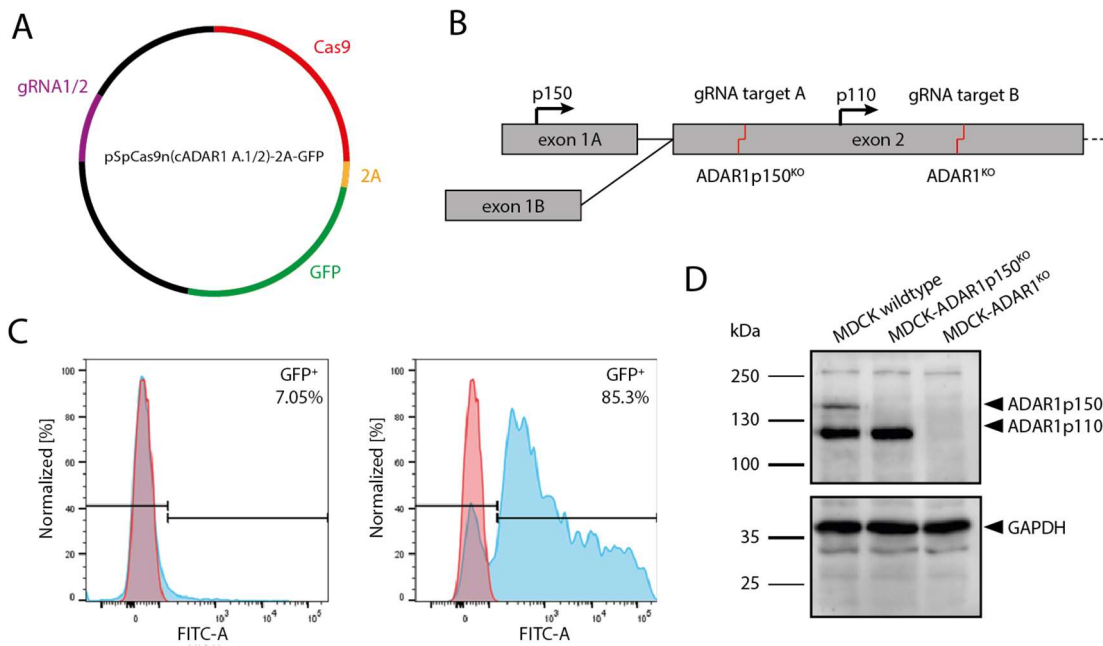 A
Cas9
gRNA1/2
pSpCas9n(cADAR1 A.1/2)-2A-GFP
2A
GFP
B
p150
gRNA target A
p110
gRNA target B
exon 1A
exon 2
ADAR1p150KO
ADAR1KO
exon 1B
C
100
80
60
40
20
0
Normalized [%]
GFP+
7.05%
0
10³
10⁴
10⁵
FITC-A
100
80
60
40
20
0
Normalized [%]
GFP+
85.3%
0
10³
10⁴
10⁵
FITC-A
D
kDa
MDCK wildtype
MDCK-ADAR1p150KO
MDCK-ADAR1KO
250
130
100
ADAR1p150
ADAR1p110
35
25
GAPDH